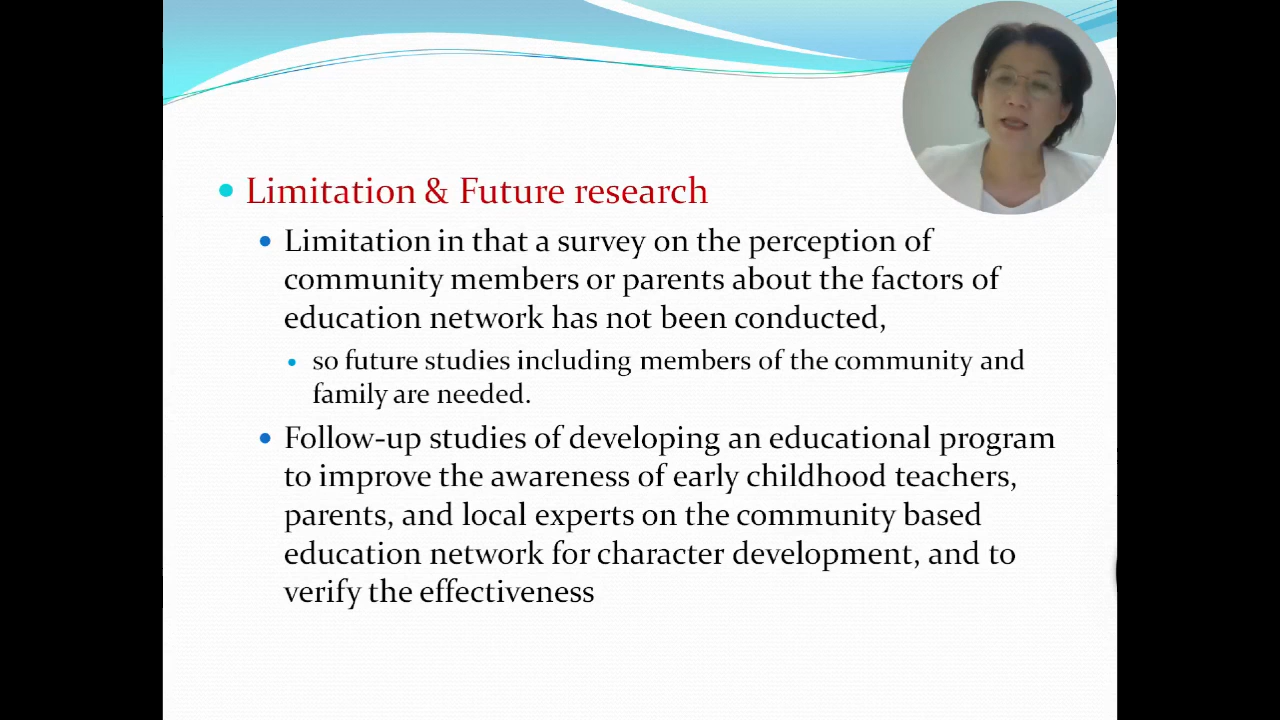 Limitation & Future research
Limitation in that a survey on the perception of
community members or parents about the factors of
education network has not been conducted,
so future studies including members of the community and
family are needed.
Follow-up studies of developing an educational program
to improve the awareness of early childhood teachers,
parents, and local experts on the community based
education network for character development, and to
verify the effectiveness